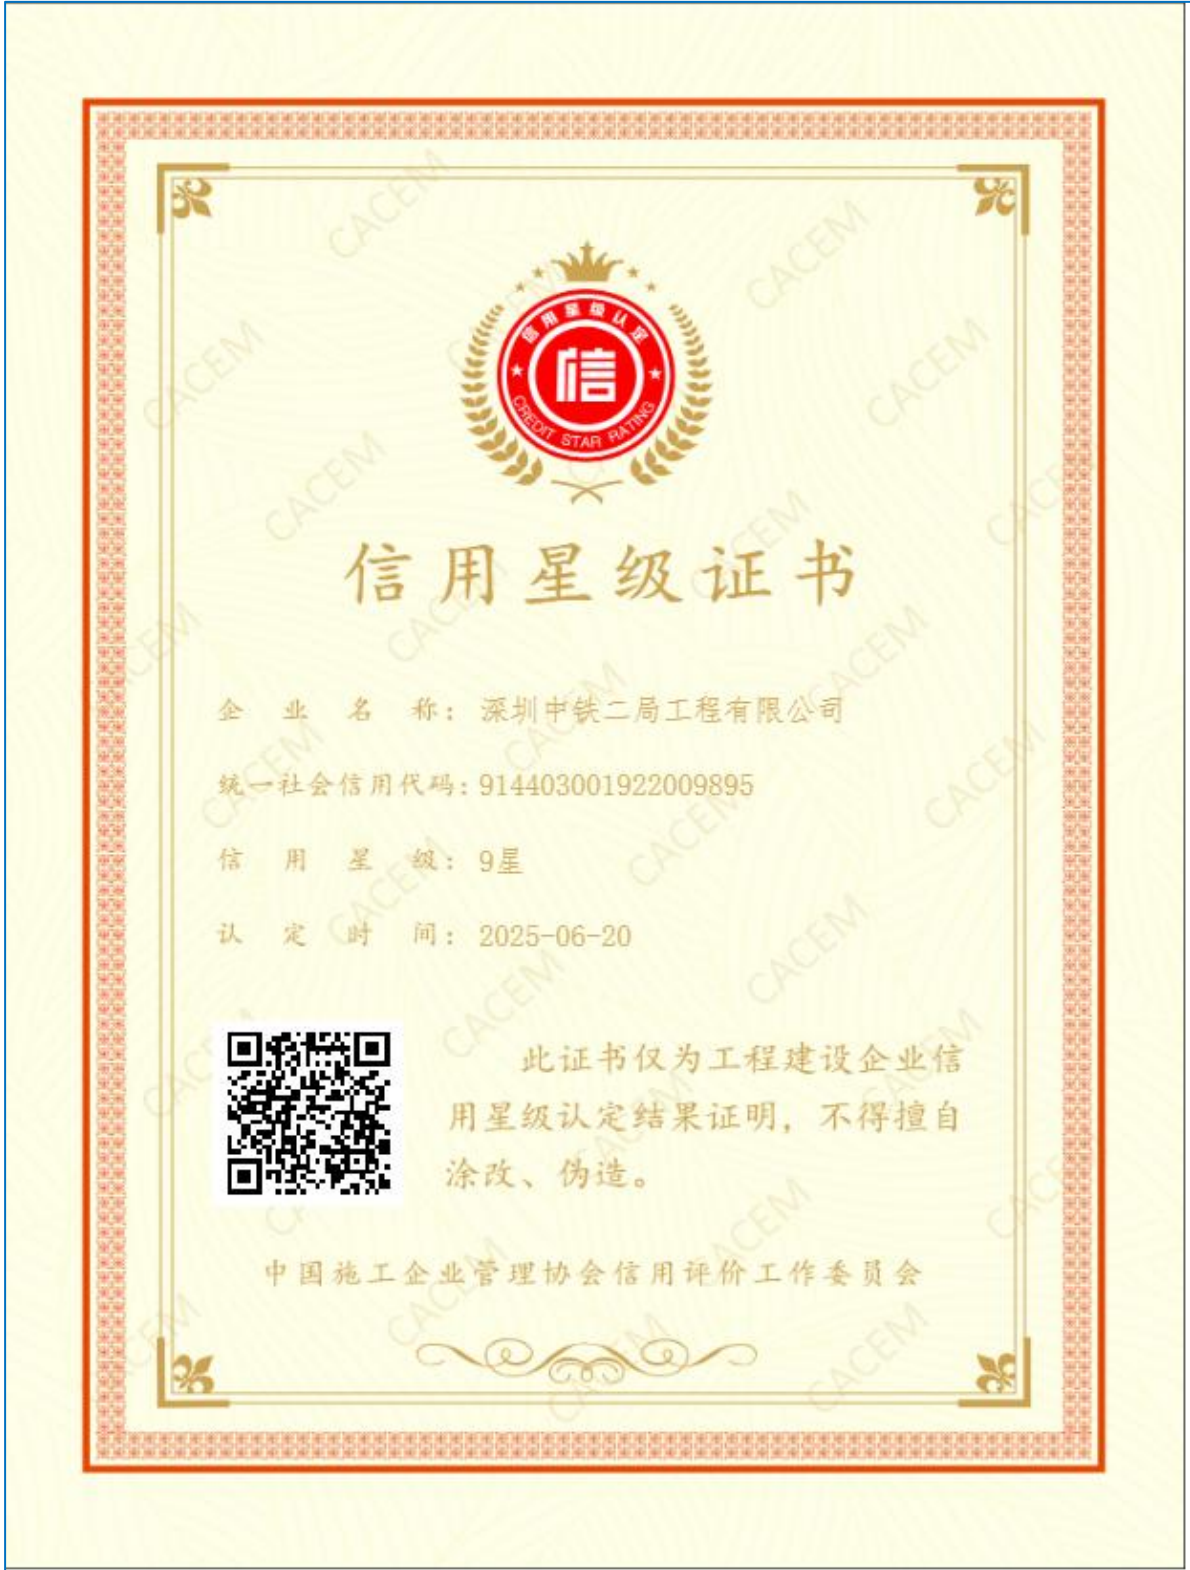 信用星级认定
信
CREDIT STAR RATING
信用星级证书
企业名称：深圳中铁二局工程有限公司
统一社会信用代码：914403001922009895
信用星级：9星
认定时间：2025-06-20
此证书仅为工程建设企业信
用星级认定结果证明，不得擅自
涂改、伪造。
中国施工企业管理协会信用评价工作委员会
CACEM